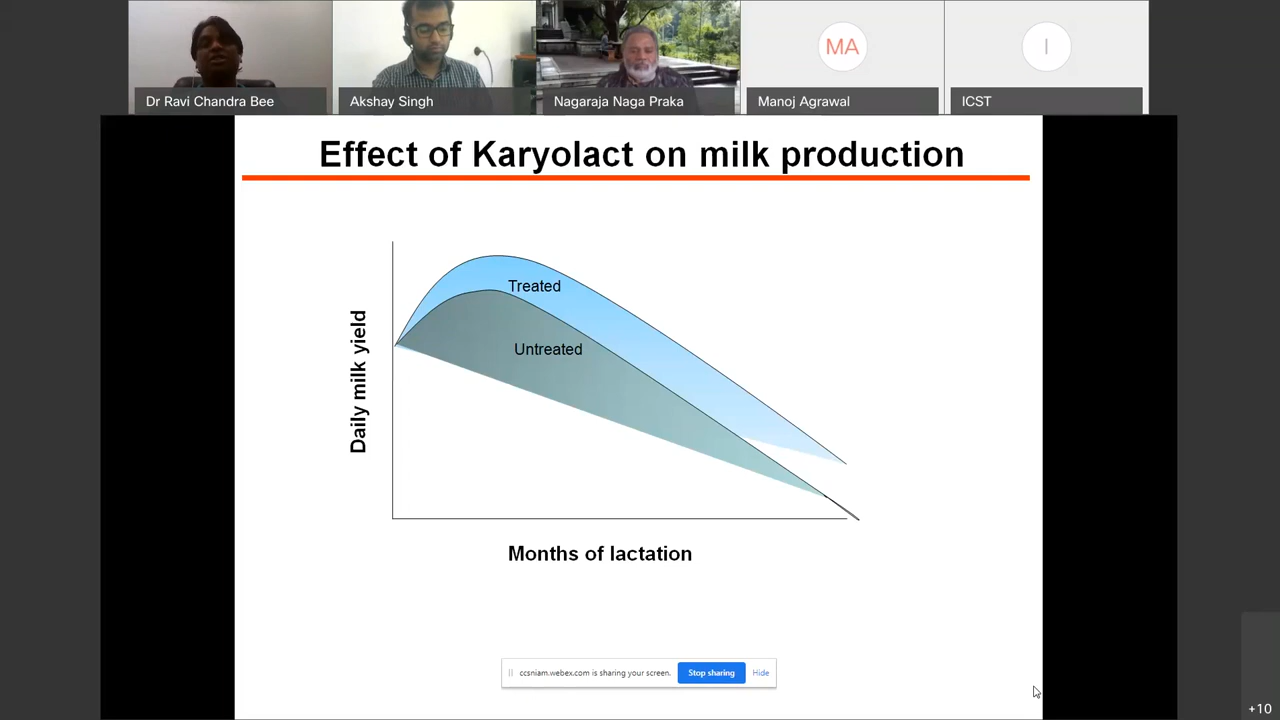 Dr Ravi Chandra Bee
Akshay Singh
Nagaraja Naga Praka
MA
Manoj Agrawal
I
ICST
Effect of Karyolact on milk production
Treated
Untreated
Daily milk yield
Months of lactation
ccsniam.webex.com is sharing your screen.
Stop sharing
Hide
+10